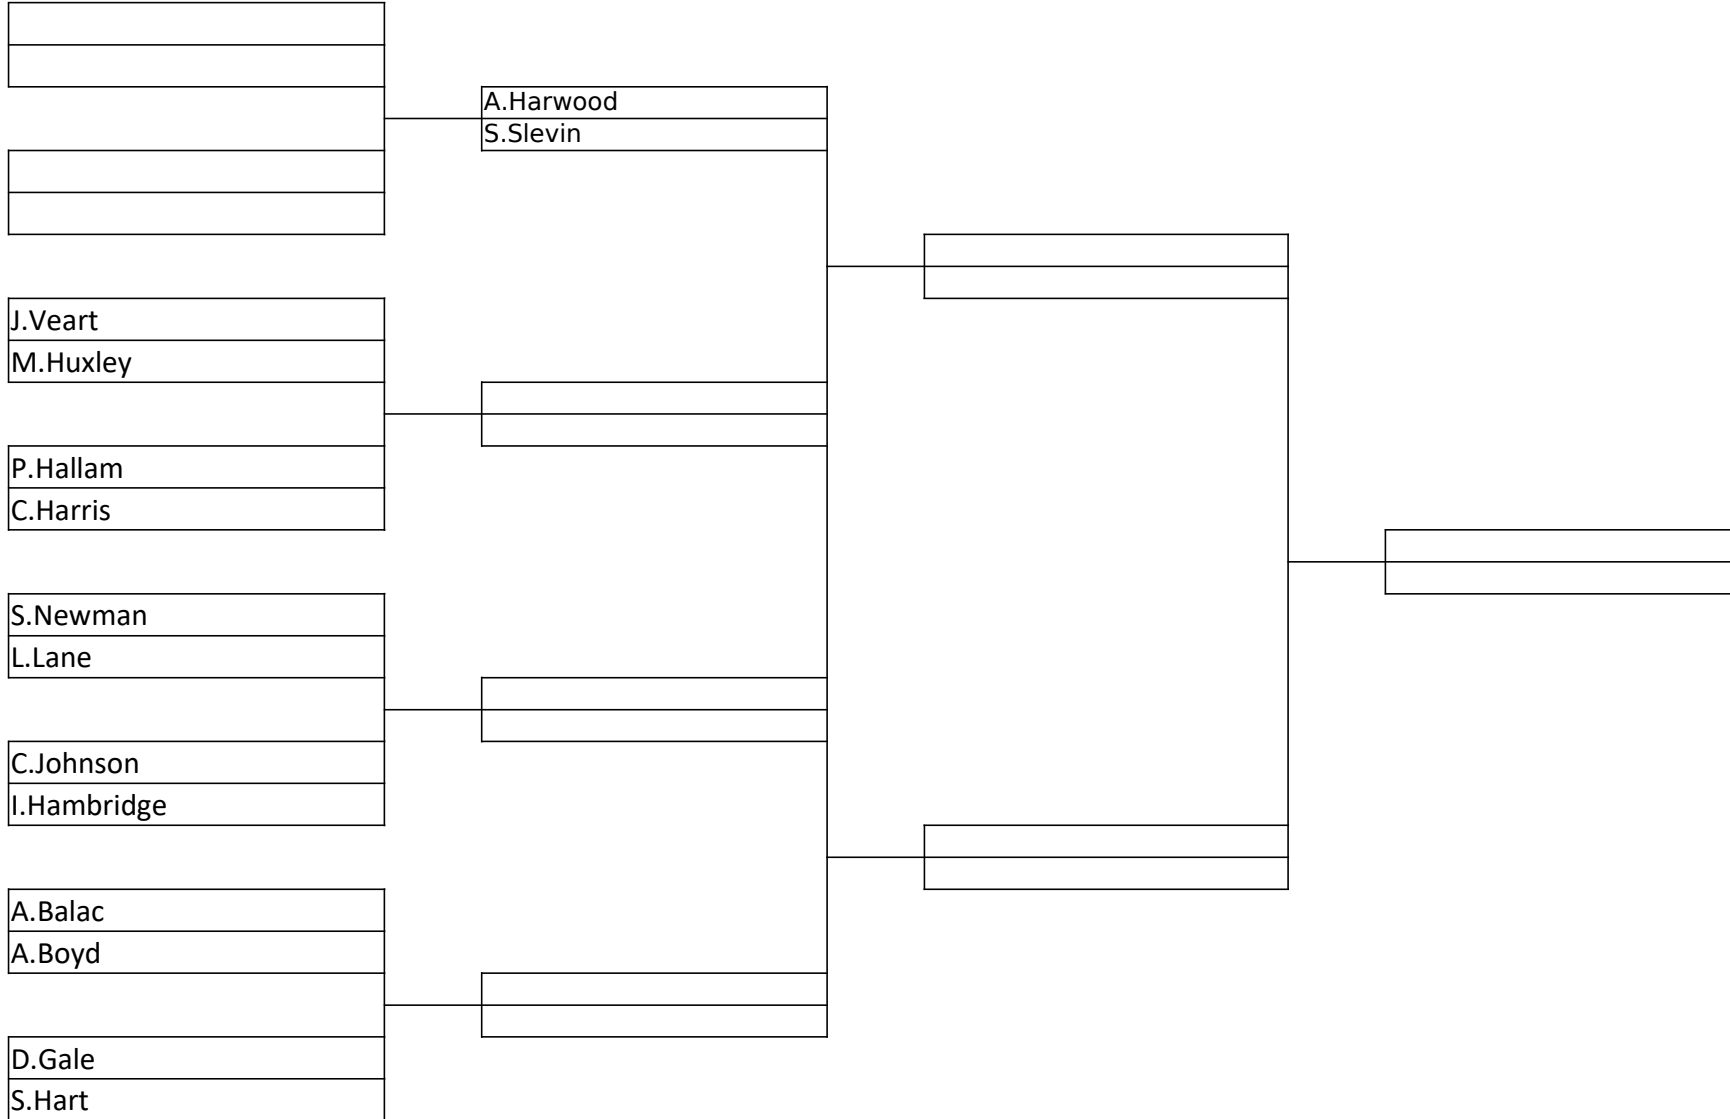 A.Harwood
S.Slevin
J.Veart
M.Huxley
P.Hallam
C.Harris
S.Newman
L.Lane
C.Johnson
I.Hambridge
A.Balac
A.Boyd
D.Gale
S.Hart